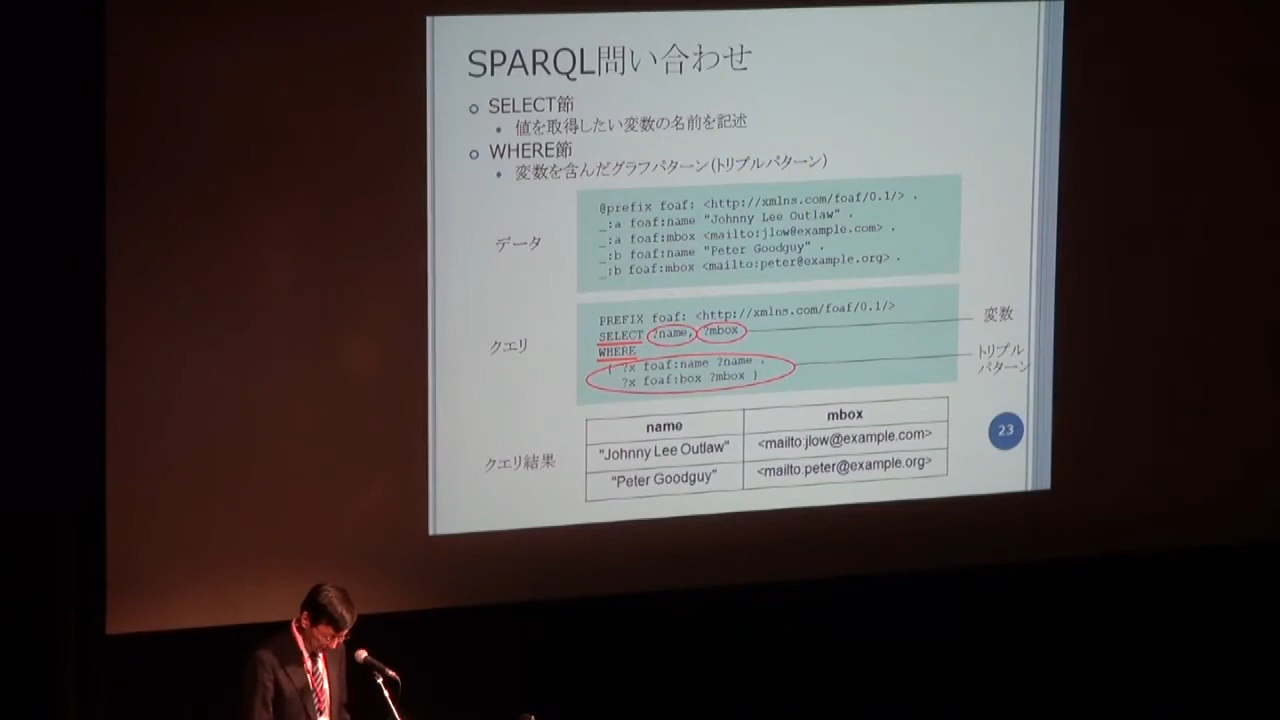 SPARQL問い合わせ
SELECT節
値を取得したい変数の名前を記述
WHERE節
変数を含んだグラフパターン(トリプルパターン)
データ
@prefix foaf: <http://xmlns.com/foaf/0.1/> .
_:a foaf:name "Johnny Lee Outlaw" .
_:a foaf:mbox <mailto:jlow@example.com> .
_:b foaf:name "Peter Goodguy" .
_:b foaf:mbox <mailto:peter@example.org> .
クエリ
PREFIX foaf: <http://xmlns.com/foaf/0.1/>
SELECT ?name, ?mbox
WHERE
{ ?x foaf:name ?name .
?x foaf:box ?mbox }
変数
トリプル
パターン
クエリ結果
name mbox
"Johnny Lee Outlaw" <mailto:jlow@example.com>
"Peter Goodguy" <mailto:peter@example.org>
23